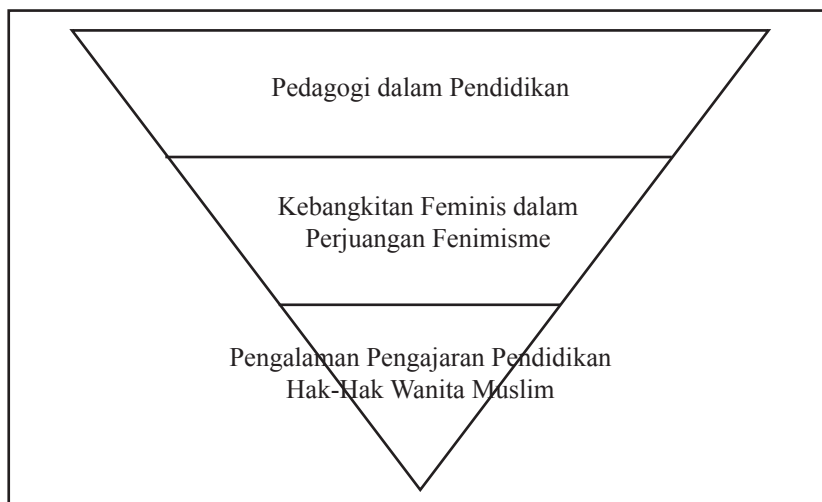 Pedagogi dalam Pendidikan
Kebangkitan Feminis dalam
Perjuangan Fenimisme
Pengalaman Pengajaran Pendidikan
Hak-Hak Wanita Muslim